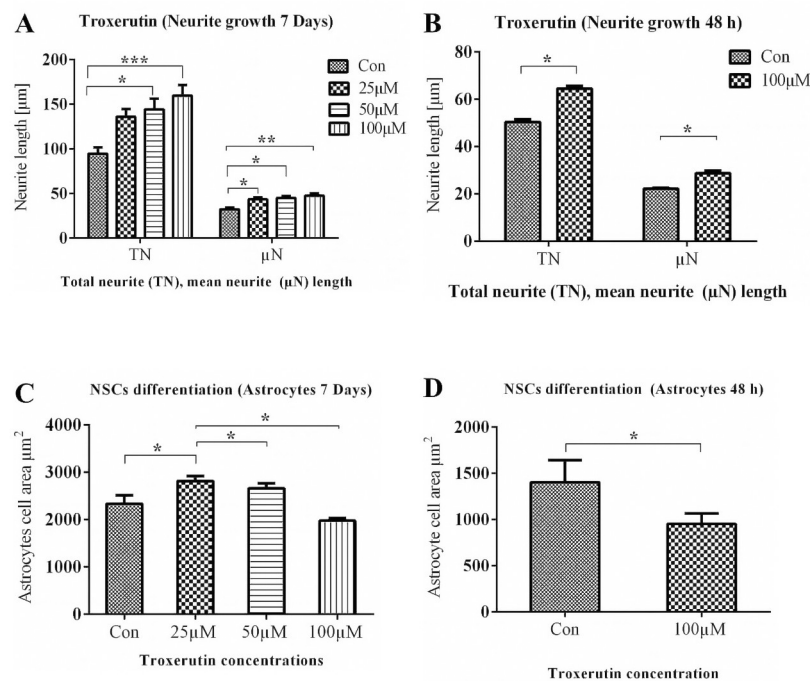 A
Troxerutin (Neurite growth 7 Days)
Neurite length [μm]
200
150
100
50
0
***
*
**
*
*
Con
25μM
50μM
100μM
TN
μN
Total neurite (TN), mean neurite (μN) length
B
Troxerutin (Neurite growth 48 h)
Neurite length [μm]
80
60
40
20
0
*
*
Con
100μM
TN
μN
Total neurite (TN), mean neurite (μN) length
C
NSCs differentiation (Astrocytes 7 Days)
Astrocytes cell area μm²
4000
3000
2000
1000
0
*
*
*
Con
25μM
50μM
100μM
Troxerutin concentrations
D
NSCs differentiation (Astrocytes 48 h)
Astrocyte cell area μm²
2000
1500
1000
500
0
*
Con
100μM
Troxerutin concentration